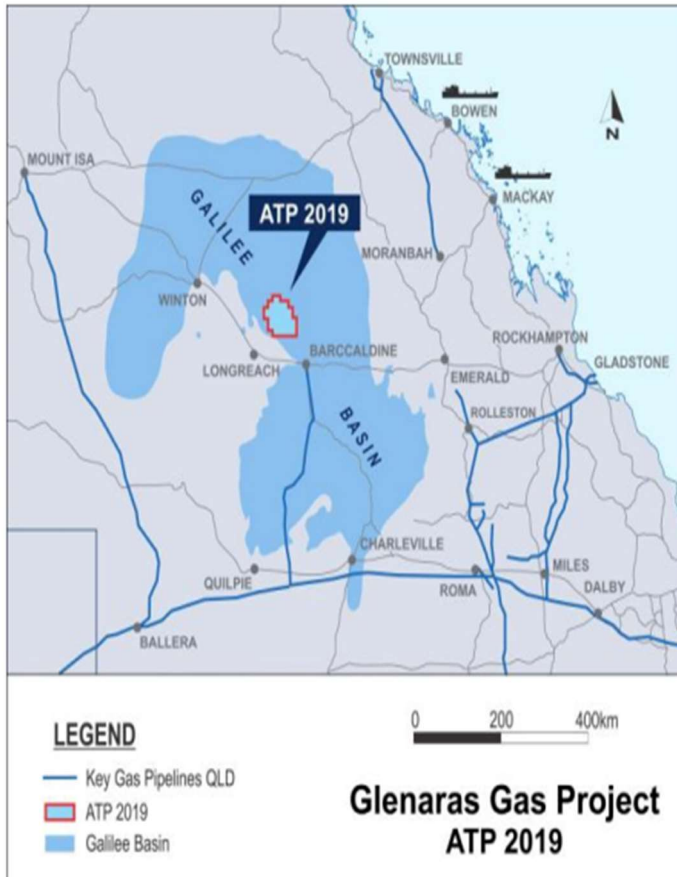 TOWNSVILLE
BOWEN
MOUNT ISA
N
MACKAY
GALILEE
ATP 2019
MORANBAH
WINTON
ROCKHAMPTON
LONGREACH
BARCCALDINE
GLADSTONE
EMERALD
ROLLESTON
BASIN
CHARLEVILLE
QUILPIE
ROMA
MILES
DALBY
BALLERA
LEGEND
0 200 400km
Key Gas Pipelines QLD
ATP 2019
Galilee Basin
Glenaras Gas Project
ATP 2019